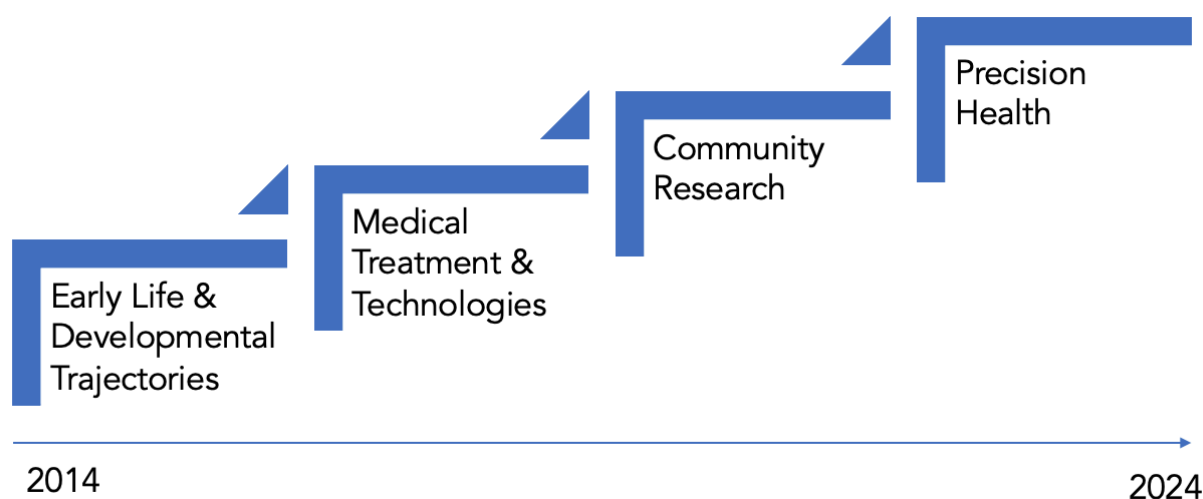 Early Life &
Developmental
Trajectories
Medical
Treatment &
Technologies
Community
Research
Precision
Health
2014
2024